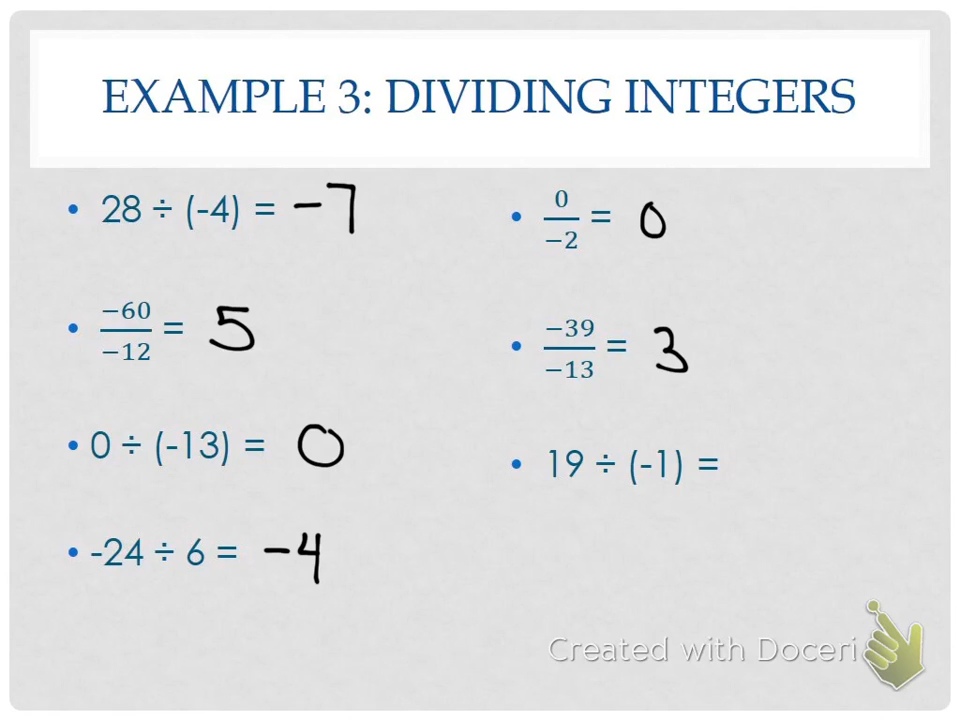 EXAMPLE 3: DIVIDING INTEGERS
• 28 ÷ (-4) = -7
• −60/−12 = 5
• 0 ÷ (-13) = 0
• -24 ÷ 6 = -4
• 0/−2 = 0
• −39/−13 = 3
• 19 ÷ (-1) =
Created with Doceri